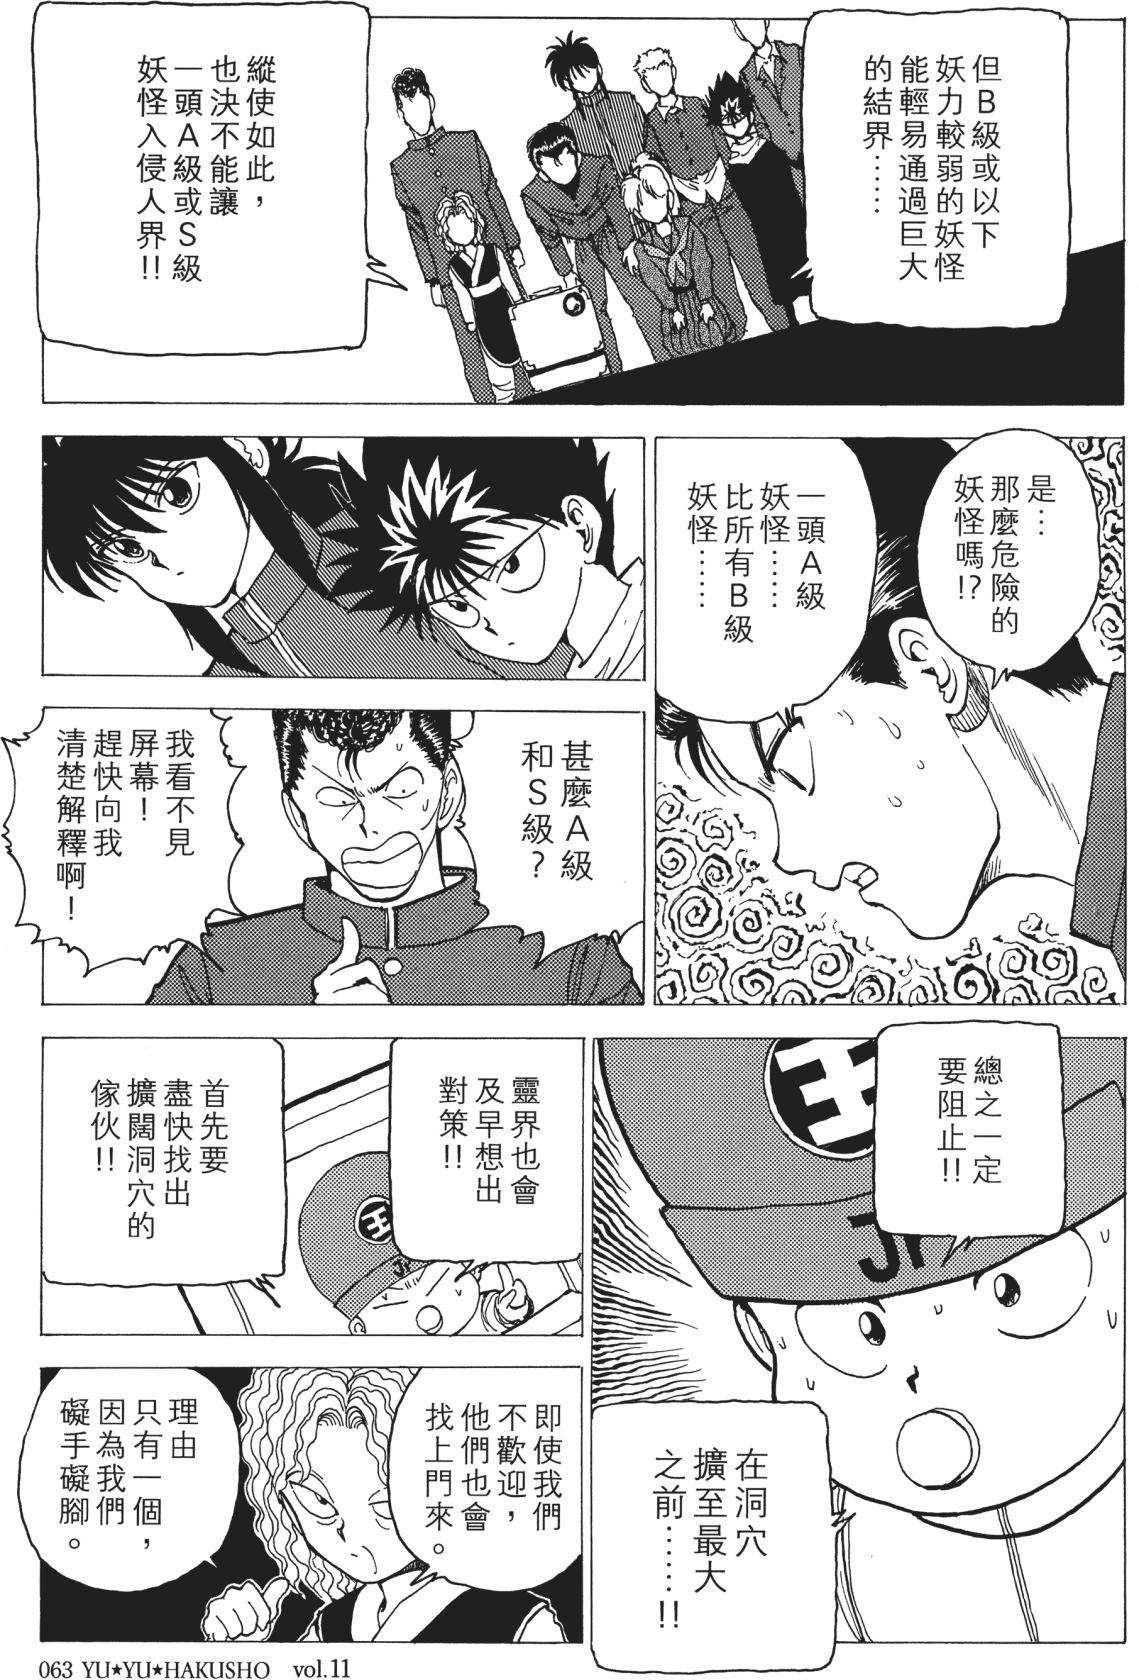 但B級或以下
妖力較弱的妖怪
能輕易通過巨大
的結界……
縱使如此，
也決不能讓
一頭A級或S級
妖怪入侵人界!!
是…
那麼危險的
妖怪嗎!?
一頭A級
妖怪……
比所有B級
妖怪……
甚麼A級
和S級？
我看不見
屏幕！
趕快向我
清楚解釋啊！
總之一定
要阻止!!
王
Jr
在洞穴
擴至最大
之前……!!
靈界也會
及早想出
對策!!
首先要
盡快找出
擴闊洞穴的
傢伙!!
王
Jr
即使我們
不歡迎，
他們也會
找上門來。
理由
只有一個，
因為我們
礙手礙腳。
063 YU★YU★HAKUSHO vol.11